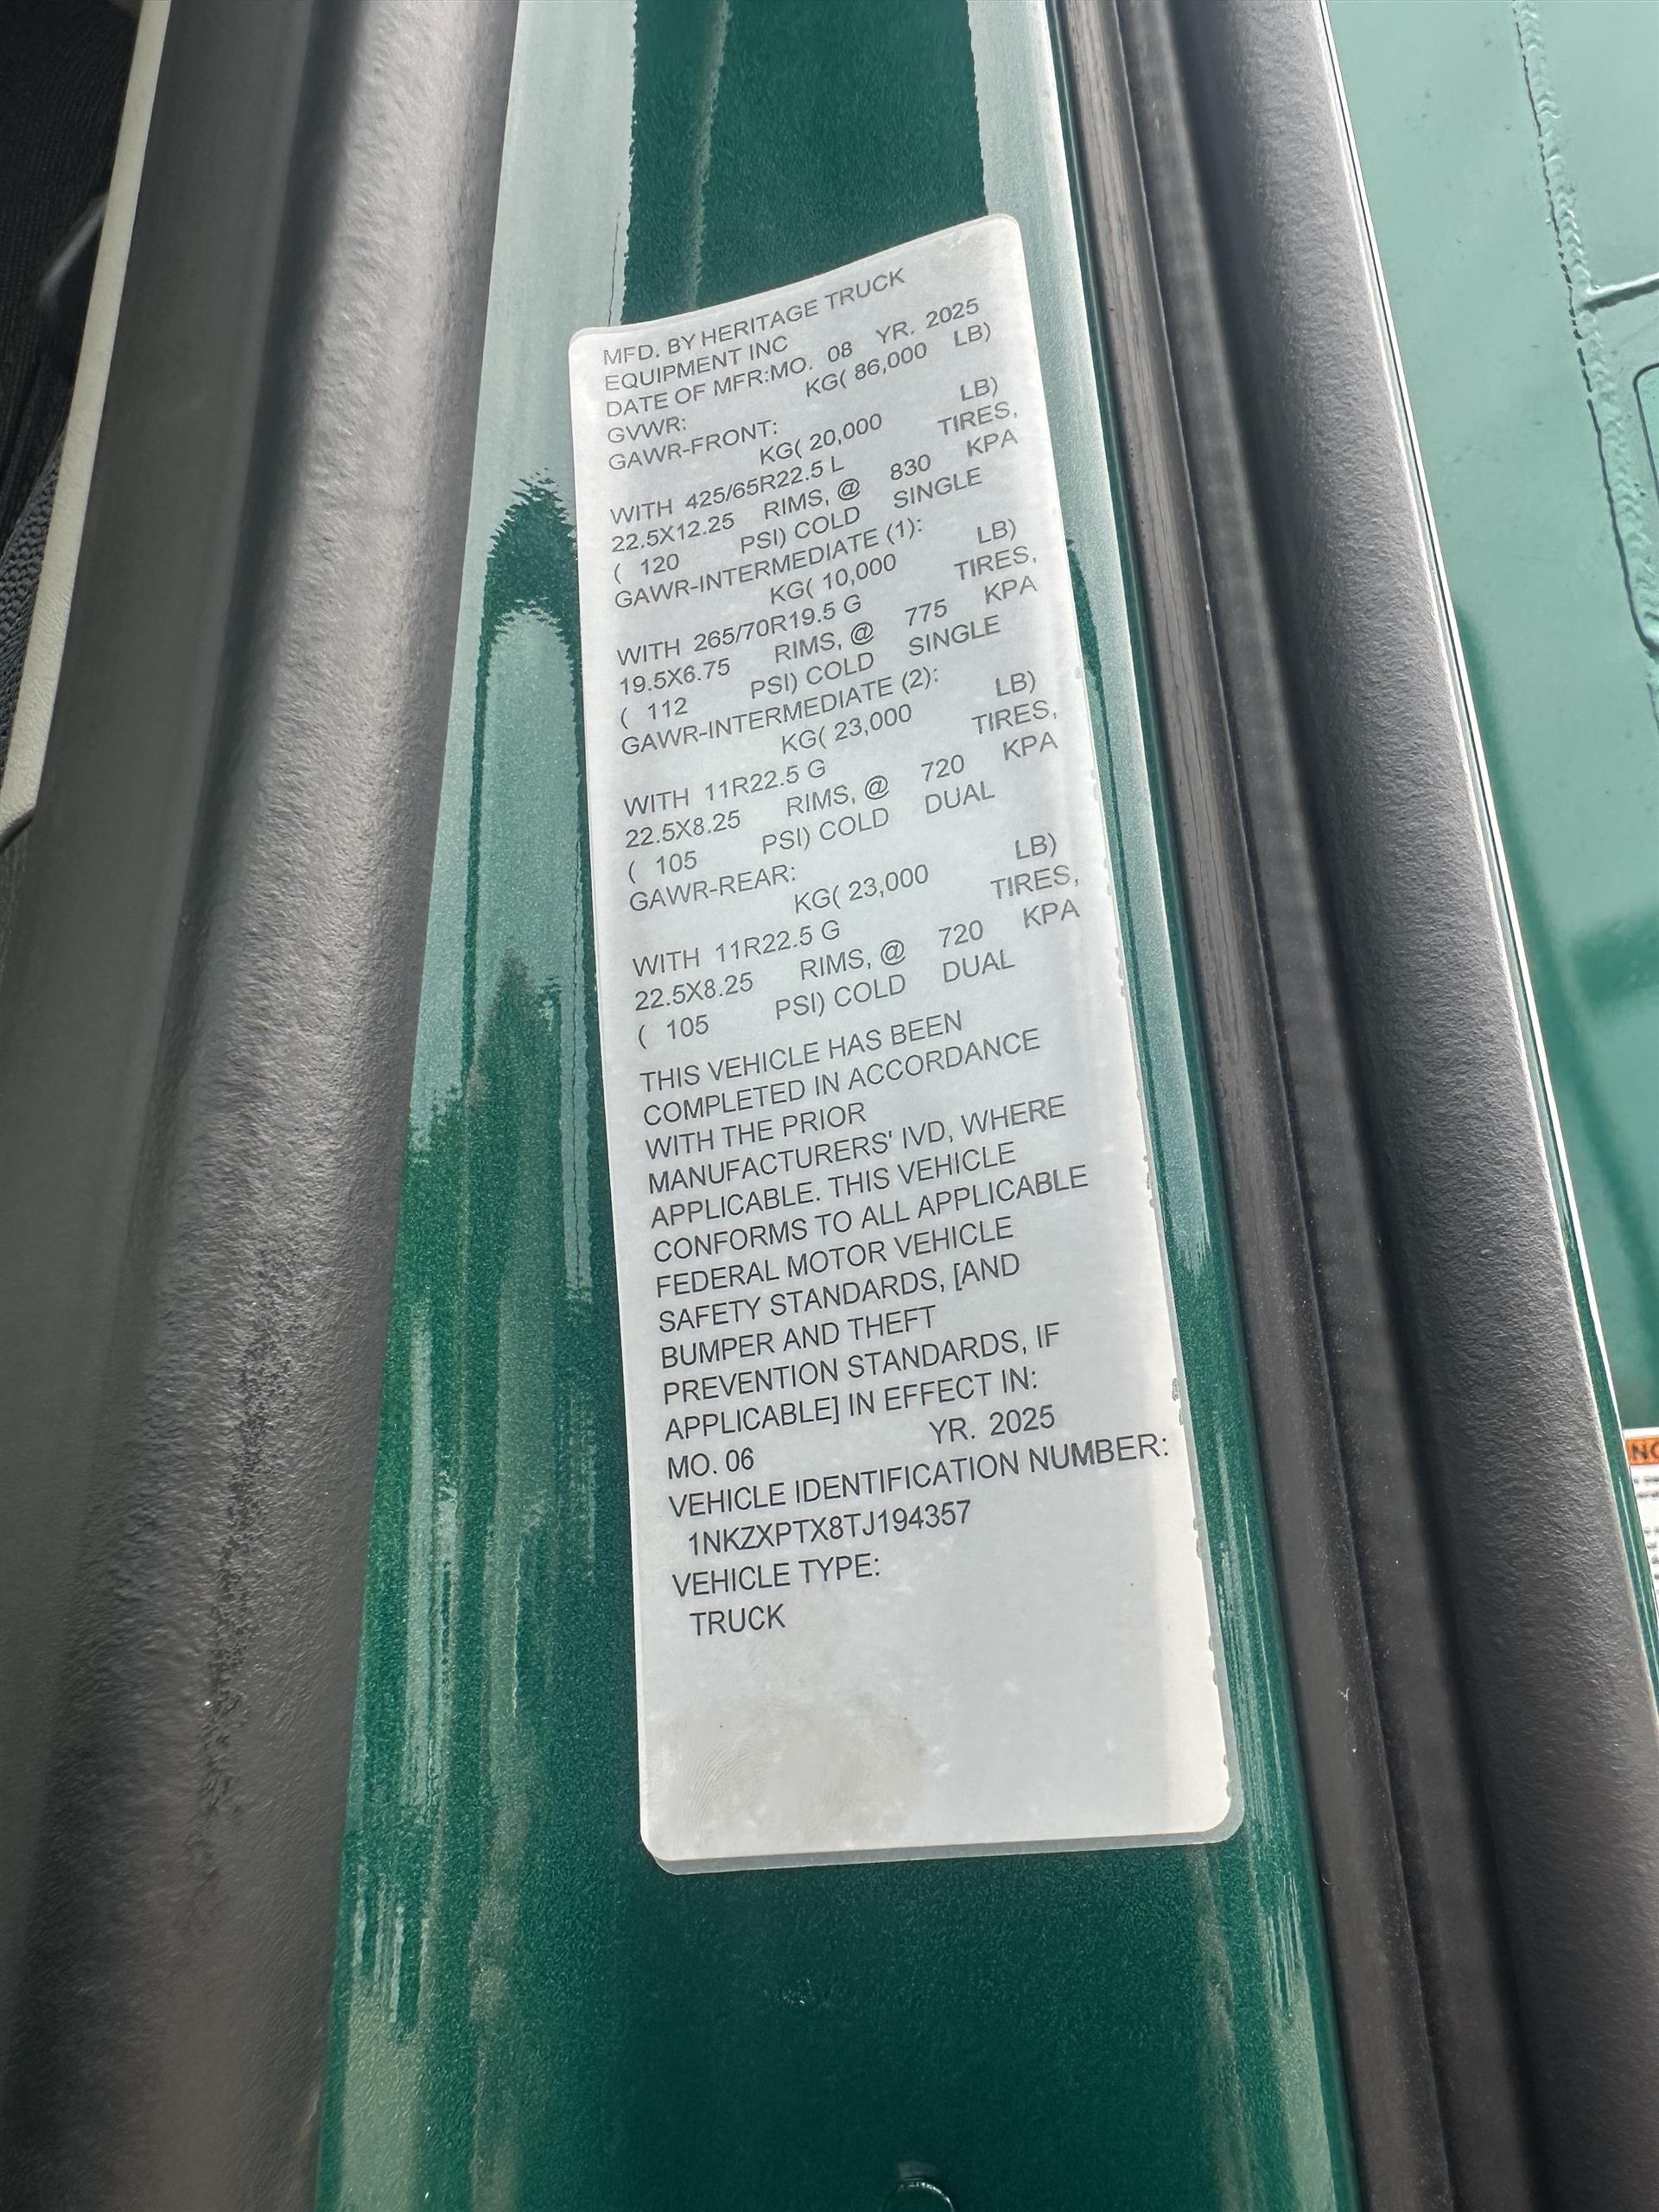 MFD. BY HERITAGE TRUCK
EQUIPMENT INC
DATE OF MFR:MO. 08 YR. 2025
GVWR: KG( 86,000 LB)
GAWR-FRONT:
KG( 20,000 LB)
WITH 425/65R22.5 L TIRES,
22.5X12.25 RIMS, @ 830 KPA
( 120 PSI) COLD SINGLE
GAWR-INTERMEDIATE (1):
KG( 10,000 LB)
WITH 265/70R19.5 G TIRES,
19.5X6.75 RIMS, @ 775 KPA
( 112 PSI) COLD SINGLE
GAWR-INTERMEDIATE (2):
KG( 23,000 LB)
WITH 11R22.5 G TIRES,
22.5X8.25 RIMS, @ 720 KPA
( 105 PSI) COLD DUAL
GAWR-REAR:
KG( 23,000 LB)
WITH 11R22.5 G TIRES,
22.5X8.25 RIMS, @ 720 KPA
( 105 PSI) COLD DUAL
THIS VEHICLE HAS BEEN
COMPLETED IN ACCORDANCE
WITH THE PRIOR
MANUFACTURERS' IVD, WHERE
APPLICABLE. THIS VEHICLE
CONFORMS TO ALL APPLICABLE
FEDERAL MOTOR VEHICLE
SAFETY STANDARDS, [AND
BUMPER AND THEFT
PREVENTION STANDARDS, IF
APPLICABLE] IN EFFECT IN:
MO. 06 YR. 2025
VEHICLE IDENTIFICATION NUMBER:
1NKZXPTX8TJ194357
VEHICLE TYPE:
TRUCK